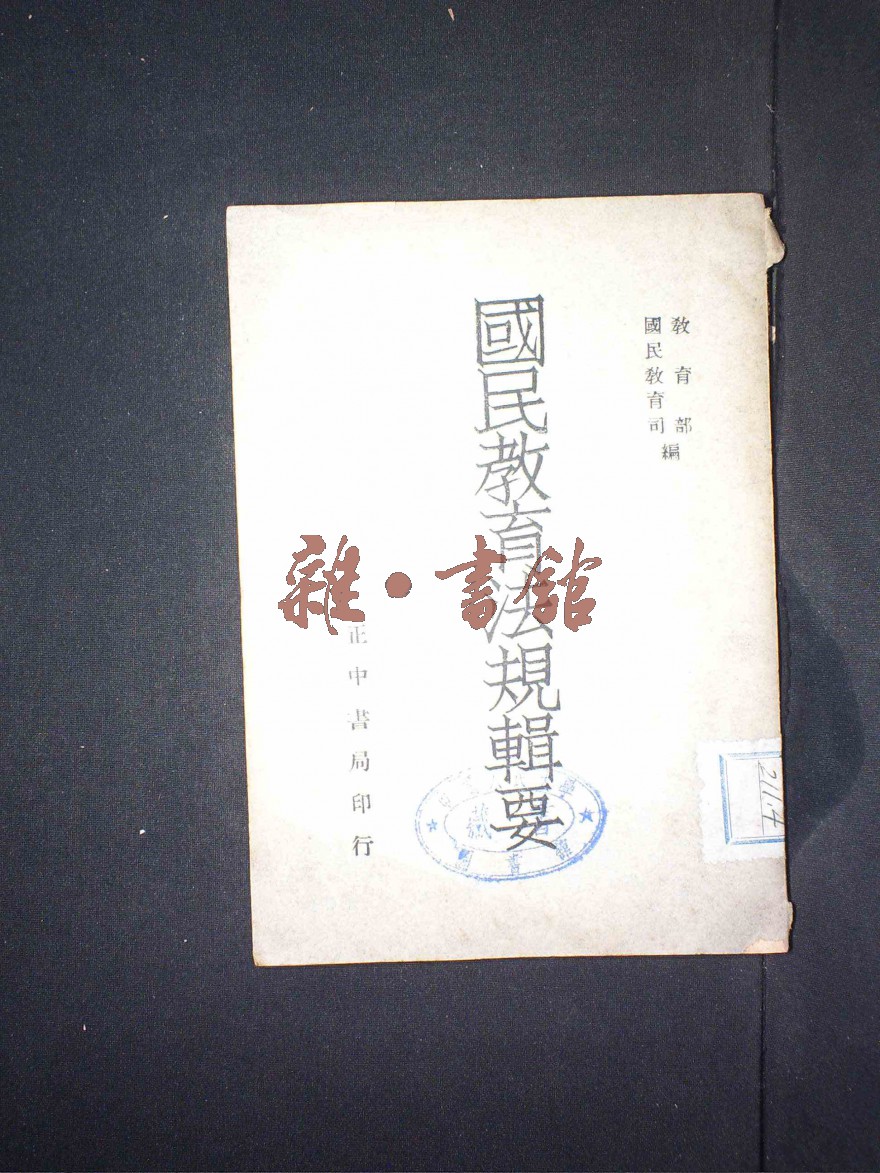 教育部
國民教育司
編
國民教育法規輯要
正中書局印行
雜·書館
211.4